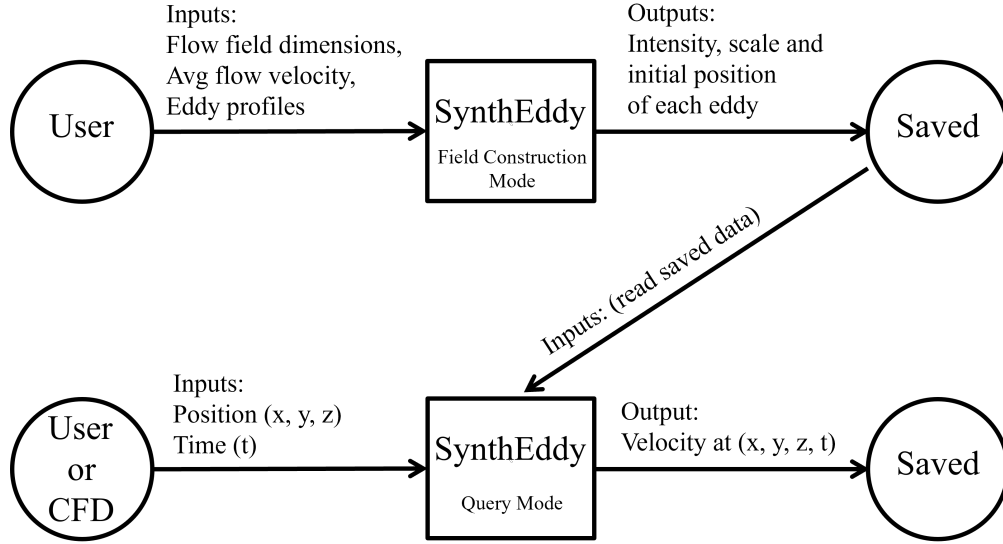 Inputs:
Flow field dimensions,
Avg flow velocity,
Eddy profiles
Outputs:
Intensity, scale and
initial position
of each eddy
User
SynthEddy
Field Construction
Mode
Saved
Inputs: (read saved data)
Inputs:
Position (x, y, z)
Time (t)
Output:
Velocity at (x, y, z, t)
User
or
CFD
SynthEddy
Query Mode
Saved